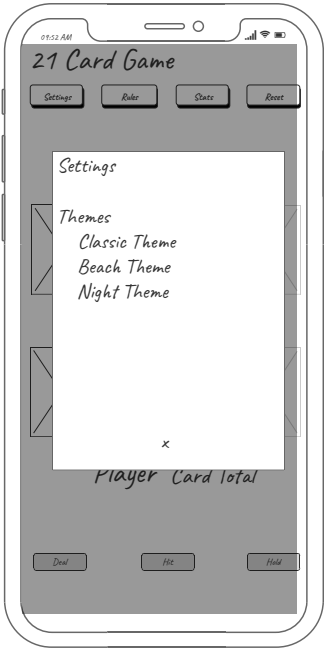 09:52 AM
21 Card Game
Settings Rules Stats Reset
Settings
Themes
Classic Theme
Beach Theme
Night Theme
x
Player Card Total
Deal Hit Hold